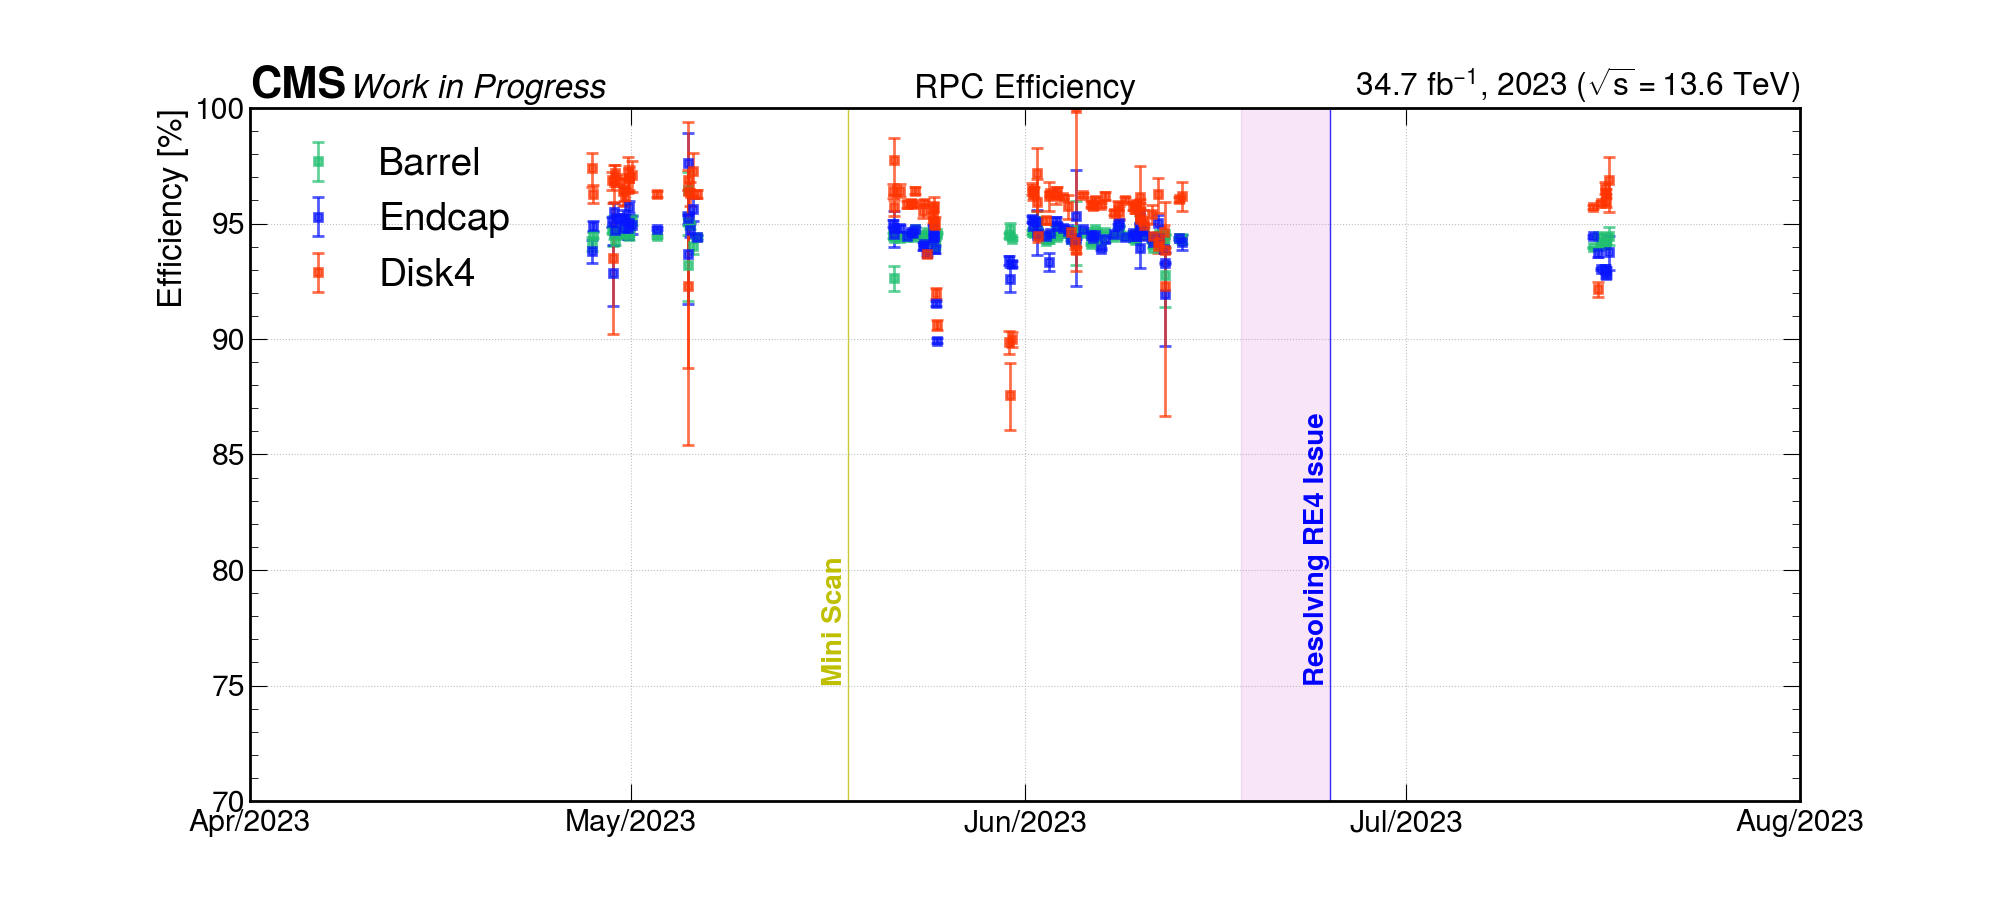 CMS Work in Progress
RPC Efficiency
34.7 fb⁻¹, 2023 (√s = 13.6 TeV)
Efficiency [%]
100
95
90
85
80
75
70
Barrel
Endcap
Disk4
Mini Scan
Resolving RE4 Issue
Apr/2023
May/2023
Jun/2023
Jul/2023
Aug/2023